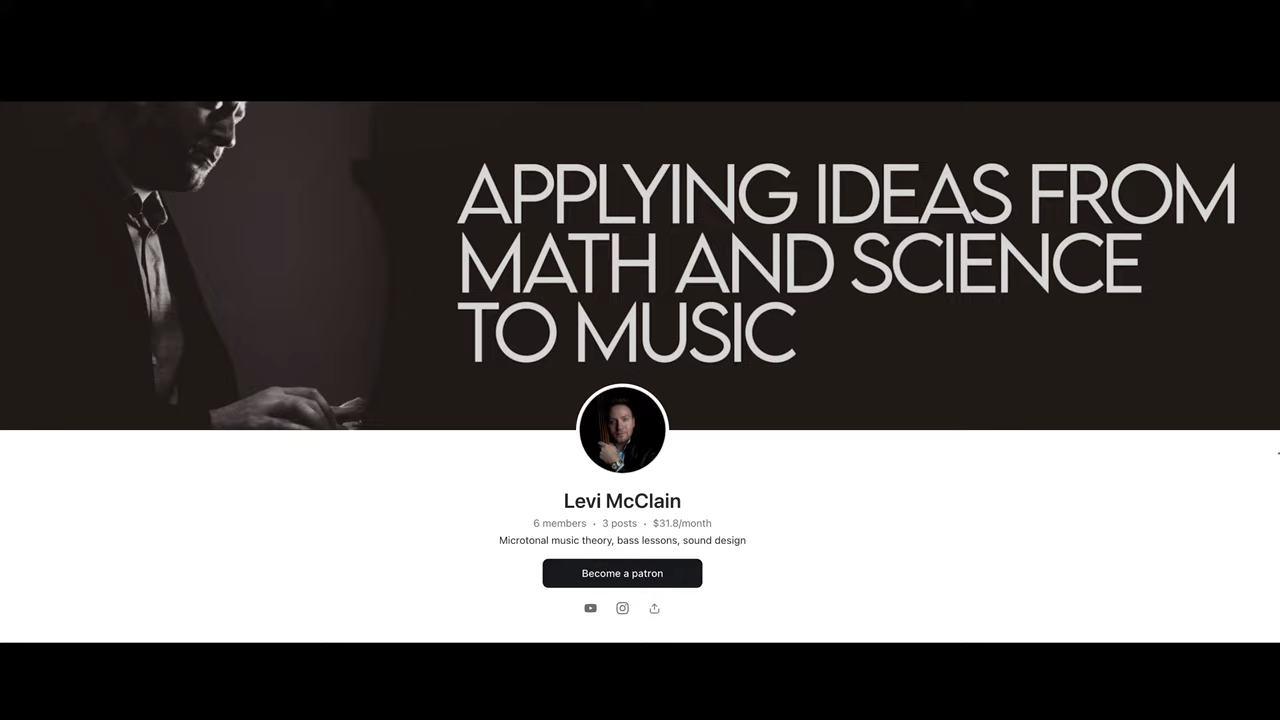 APPLYING IDEAS FROM
MATH AND SCIENCE
TO MUSIC
Levi McClain
6 members · 3 posts · $31.8/month
Microtonal music theory, bass lessons, sound design
Become a patron